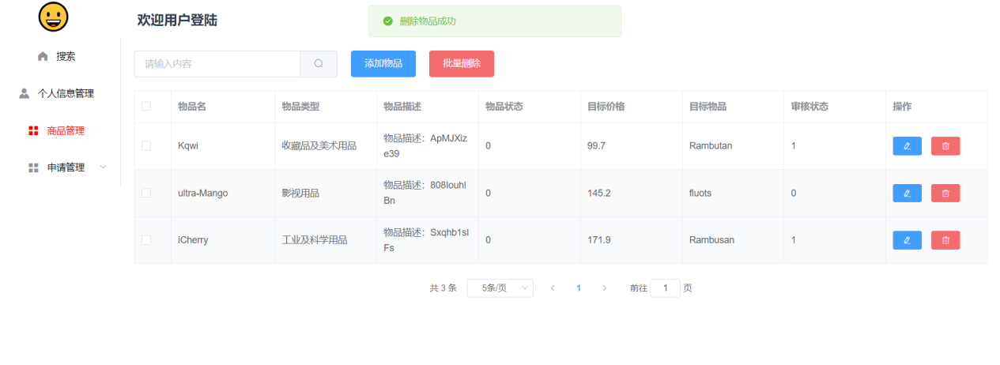 欢迎用户登陆
删除物品成功
搜索
个人信息管理
商品管理
申请管理
请输入内容
添加物品
批量删除
物品名 物品类型 物品描述 物品状态 目标价格 目标物品 审核状态 操作
Kqwi 收藏品及美术用品 物品描述：ApMJXiz 0 99.7 Rambutan 1
e39
ultra-Mango 影视用品 物品描述：808Iouhl 0 145.2 fluots 0
Bn
iCherry 工业及科学用品 物品描述：Sxqhb1sl 0 171.9 Rambusan 1
Fs
共 3 条 5条/页 1 前往 1 页